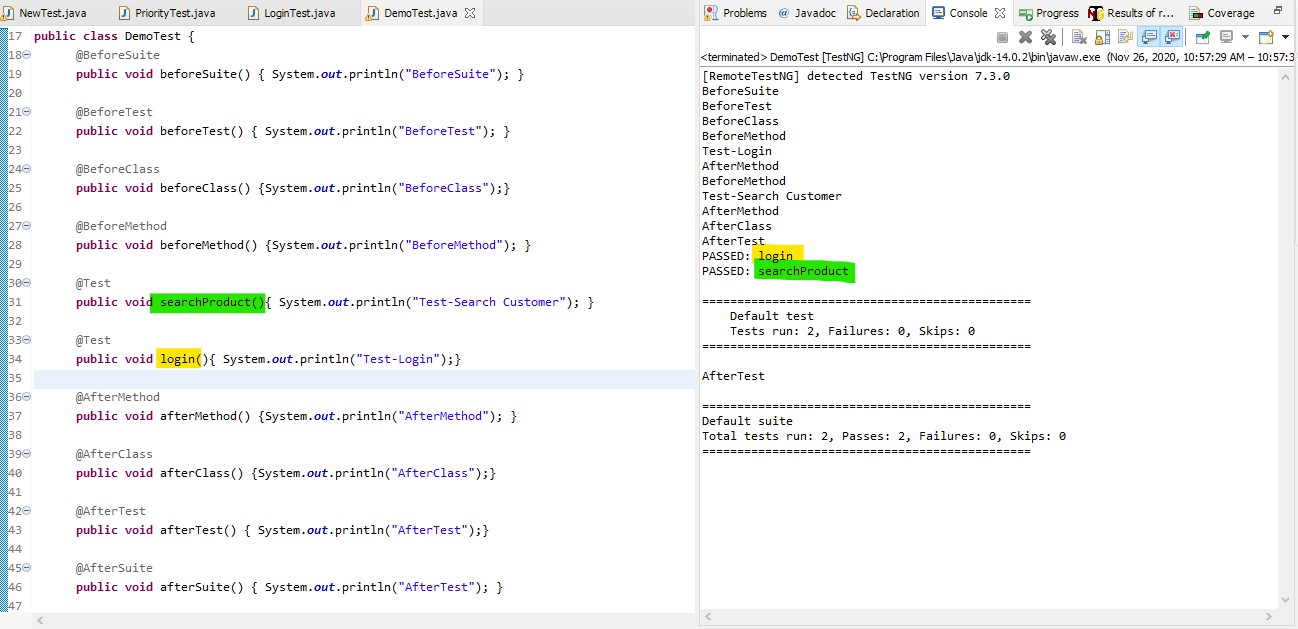 NewTest.java PriorityTest.java LoginTest.java DemoTest.java
17 public class DemoTest {
18 @BeforeSuite
19 public void beforeSuite() { System.out.println("BeforeSuite"); }
20
21 @BeforeTest
22 public void beforeTest() { System.out.println("BeforeTest"); }
23
24 @BeforeClass
25 public void beforeClass() {System.out.println("BeforeClass");}
26
27 @BeforeMethod
28 public void beforeMethod() {System.out.println("BeforeMethod"); }
29
30 @Test
31 public void searchProduct(){ System.out.println("Test-Search Customer"); }
32
33 @Test
34 public void login(){ System.out.println("Test-Login");}
35
36 @AfterMethod
37 public void afterMethod() {System.out.println("AfterMethod"); }
38
39 @AfterClass
40 public void afterClass() {System.out.println("AfterClass");}
41
42 @AfterTest
43 public void afterTest() { System.out.println("AfterTest");}
44
45 @AfterSuite
46 public void afterSuite() { System.out.println("AfterTest"); }
47
Problems Javadoc Declaration Console Progress Results of r... Coverage
<terminated> DemoTest [TestNG] C:\Program Files\Java\jdk-14.0.2\bin\javaw.exe (Nov 26, 2020, 10:57:29 AM – 10:57:3
[RemoteTestNG] detected TestNG version 7.3.0
BeforeSuite
BeforeTest
BeforeClass
BeforeMethod
Test-Login
AfterMethod
BeforeMethod
Test-Search Customer
AfterMethod
AfterClass
AfterTest
PASSED: login
PASSED: searchProduct
===============================================
Default test
Tests run: 2, Failures: 0, Skips: 0
===============================================
AfterTest
===============================================
Default suite
Total tests run: 2, Passes: 2, Failures: 0, Skips: 0
===============================================